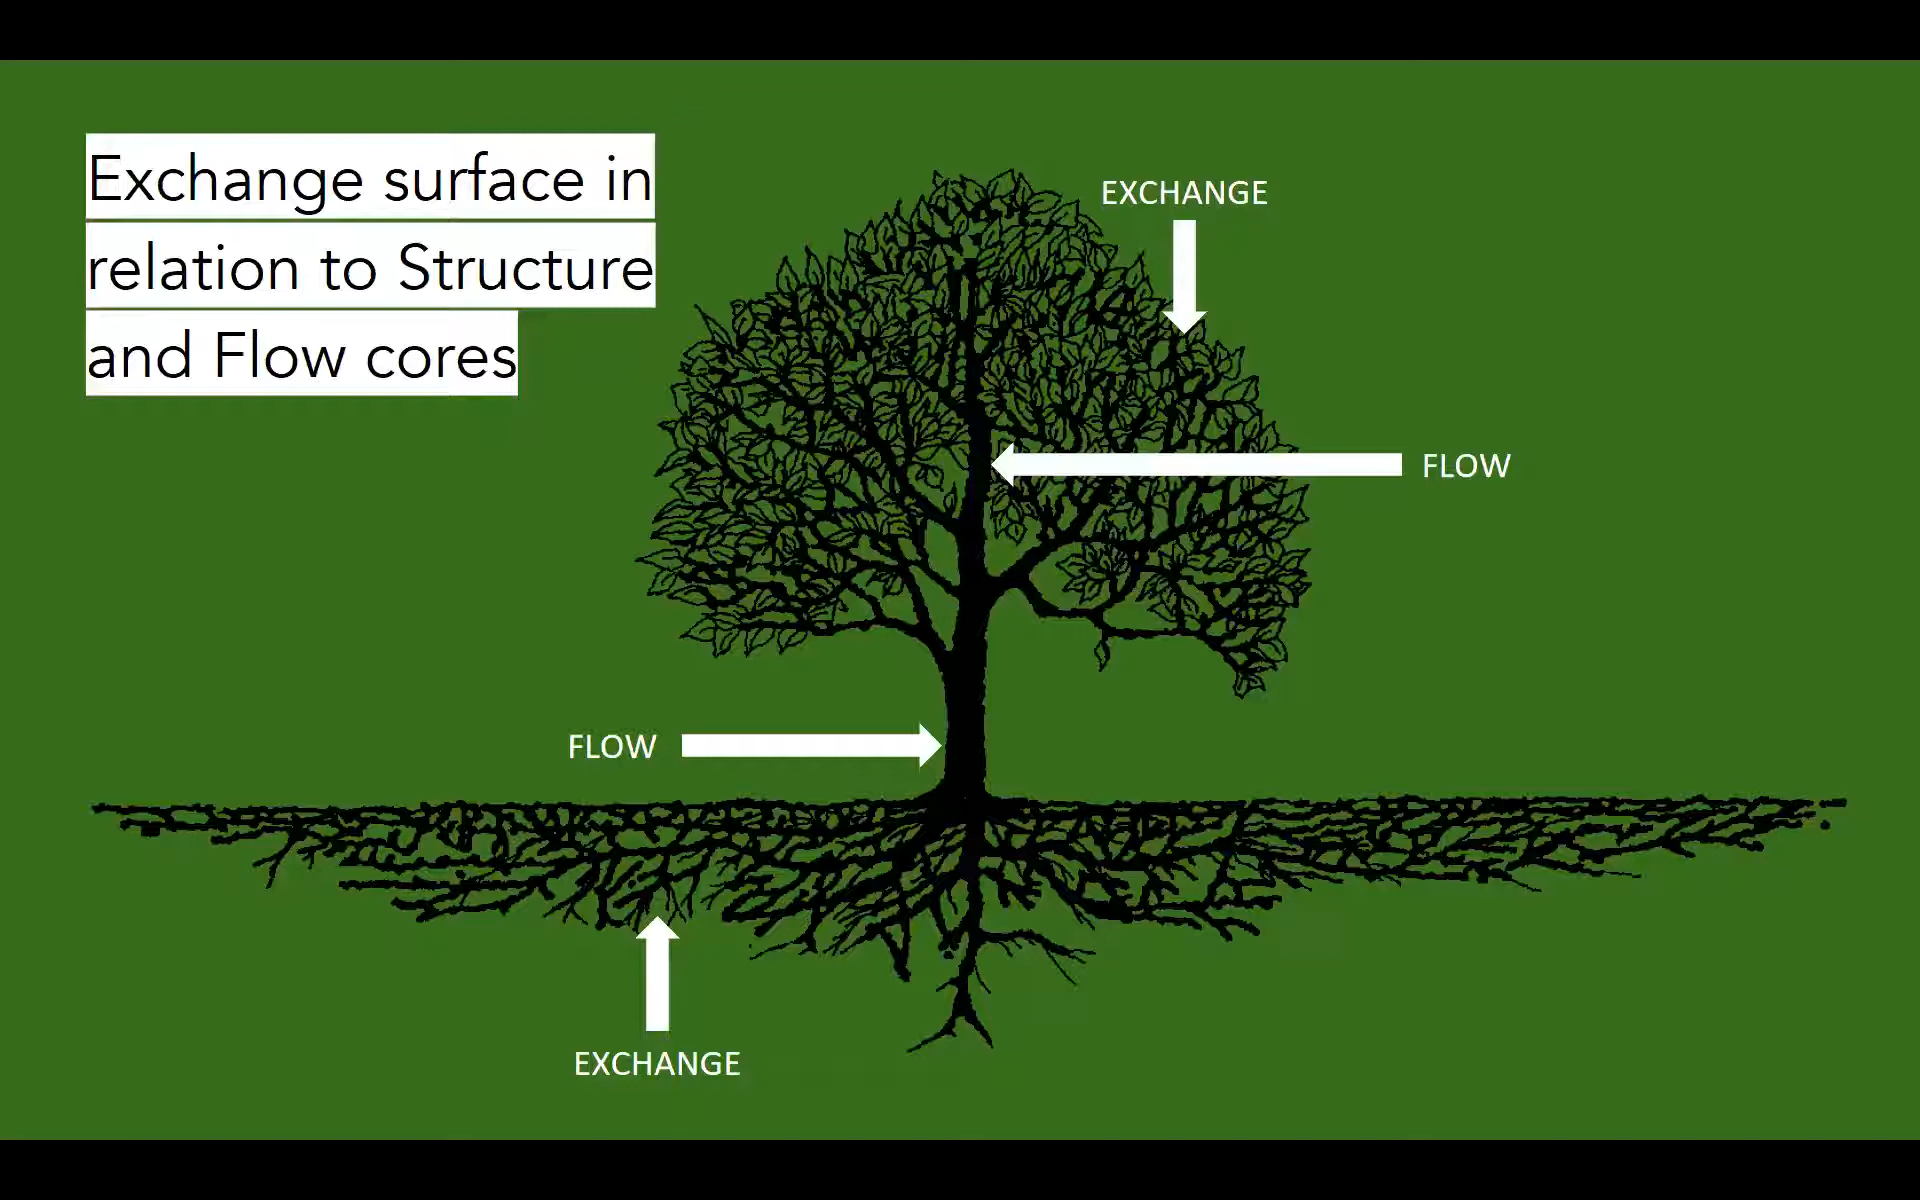 Exchange surface in
relation to Structure
and Flow cores
EXCHANGE
FLOW
FLOW
EXCHANGE